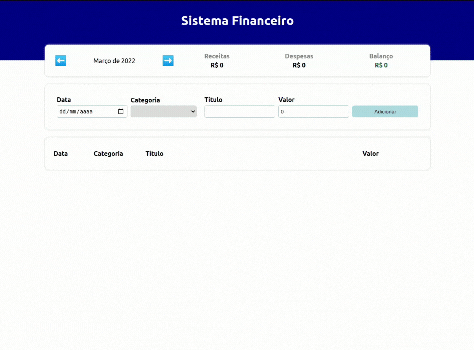 Sistema Financeiro
Março de 2022
Receitas
R$ 0
Despesas
R$ 0
Balanço
R$ 0
Data
Categoria
Título
Valor
dd/mm/aaaa
0
Adicionar
Data Categoria Título Valor